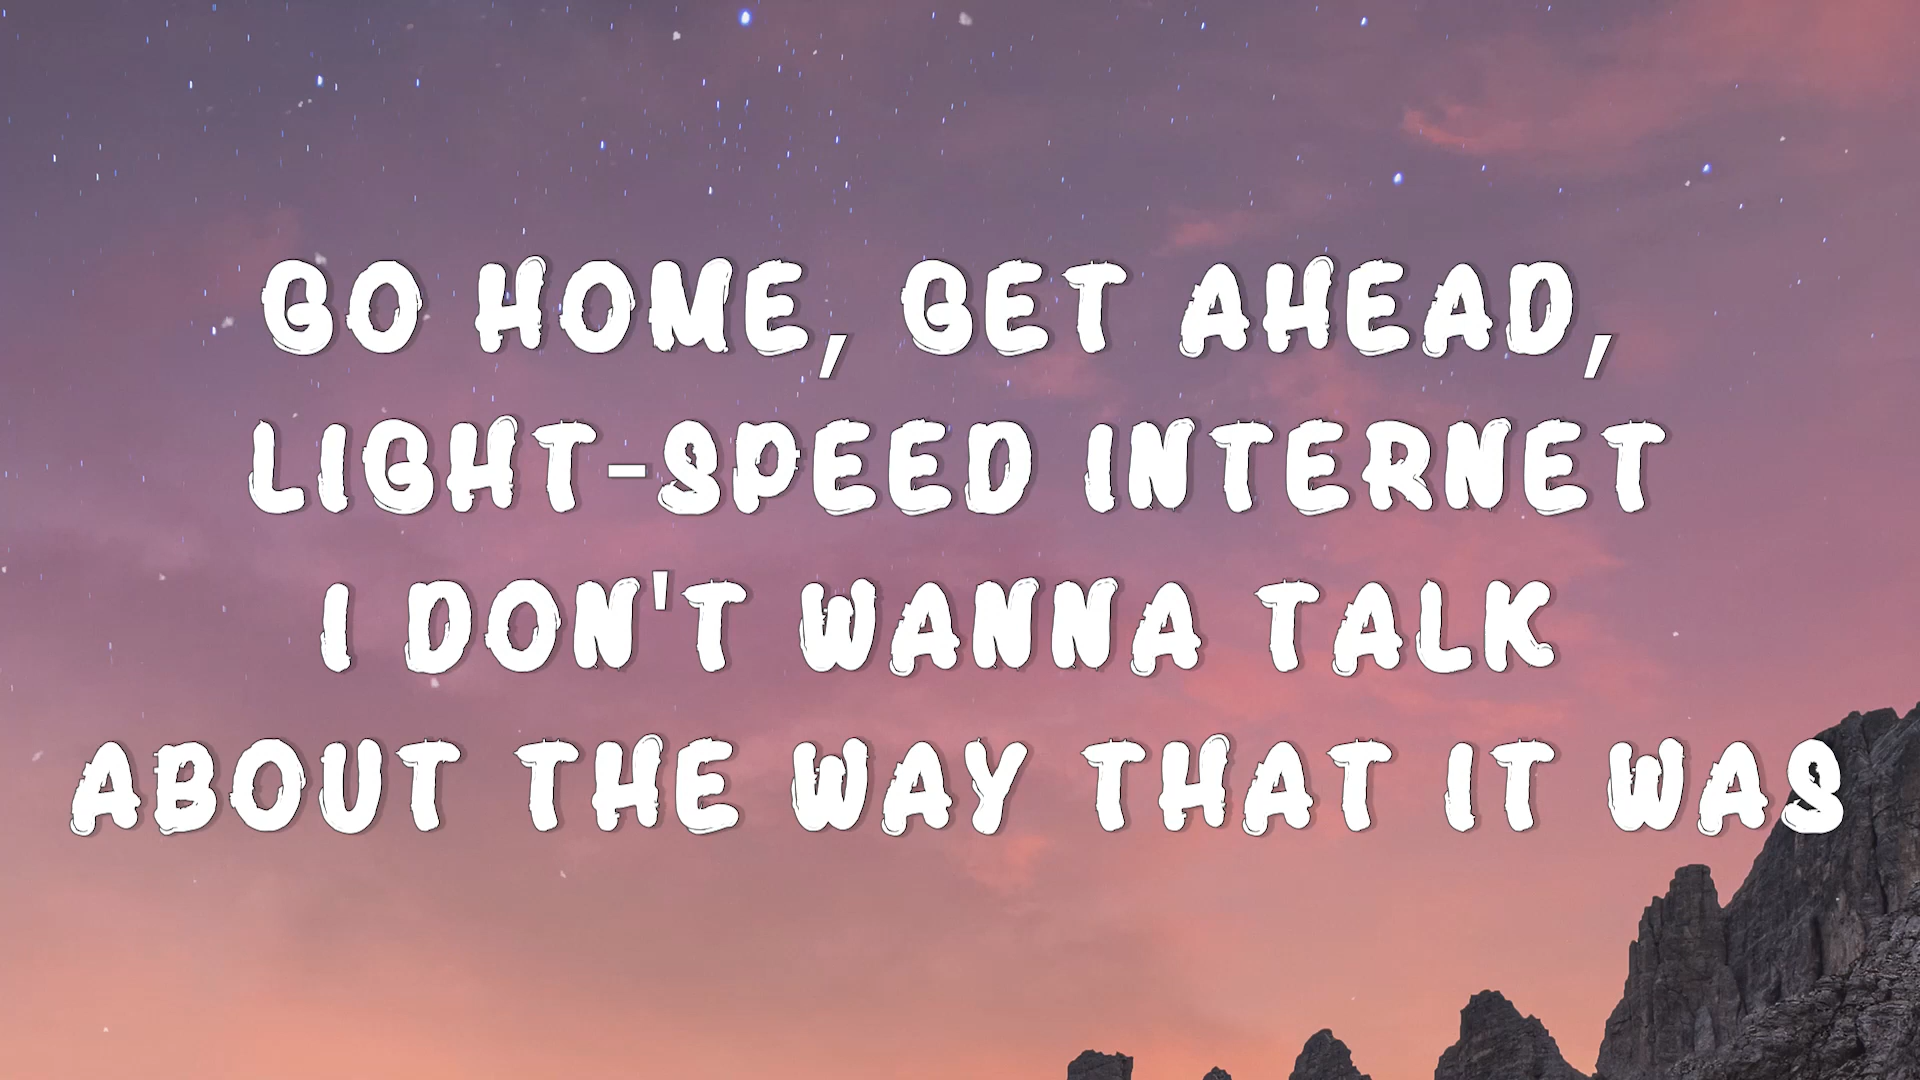 GO HOME, GET AHEAD,
LIGHT-SPEED INTERNET
I DON'T WANNA TALK
ABOUT THE WAY THAT IT WAS